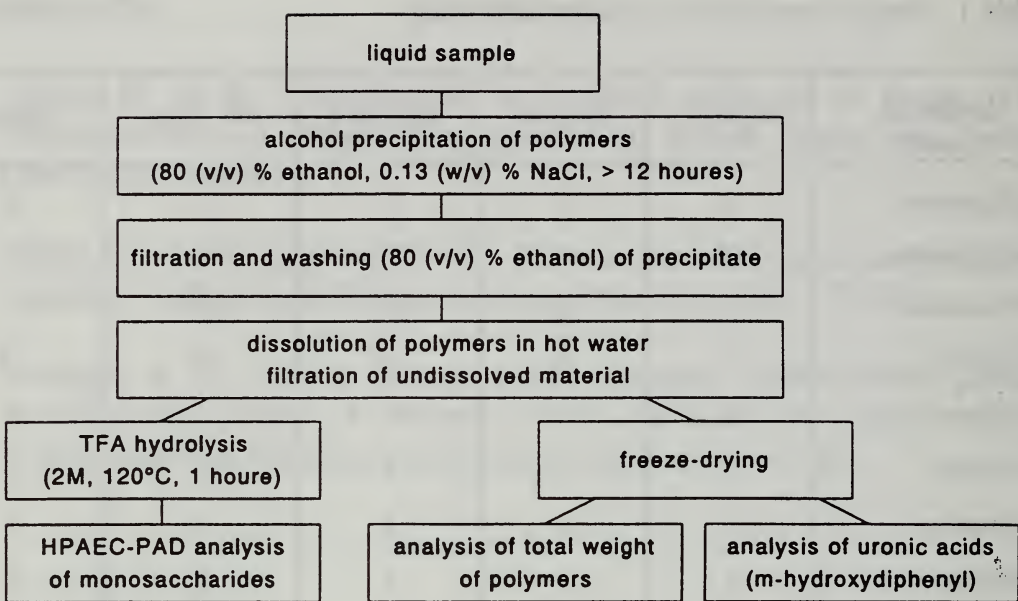 liquid sample
alcohol precipitation of polymers
(80 (v/v) % ethanol, 0.13 (w/v) % NaCl, > 12 houres)
filtration and washing (80 (v/v) % ethanol) of precipitate
dissolution of polymers in hot water
filtration of undissolved material
TFA hydrolysis
(2M, 120°C, 1 houre)
freeze-drying
HPAEC-PAD analysis
of monosaccharides
analysis of total weight
of polymers
analysis of uronic acids
(m-hydroxydiphenyl)